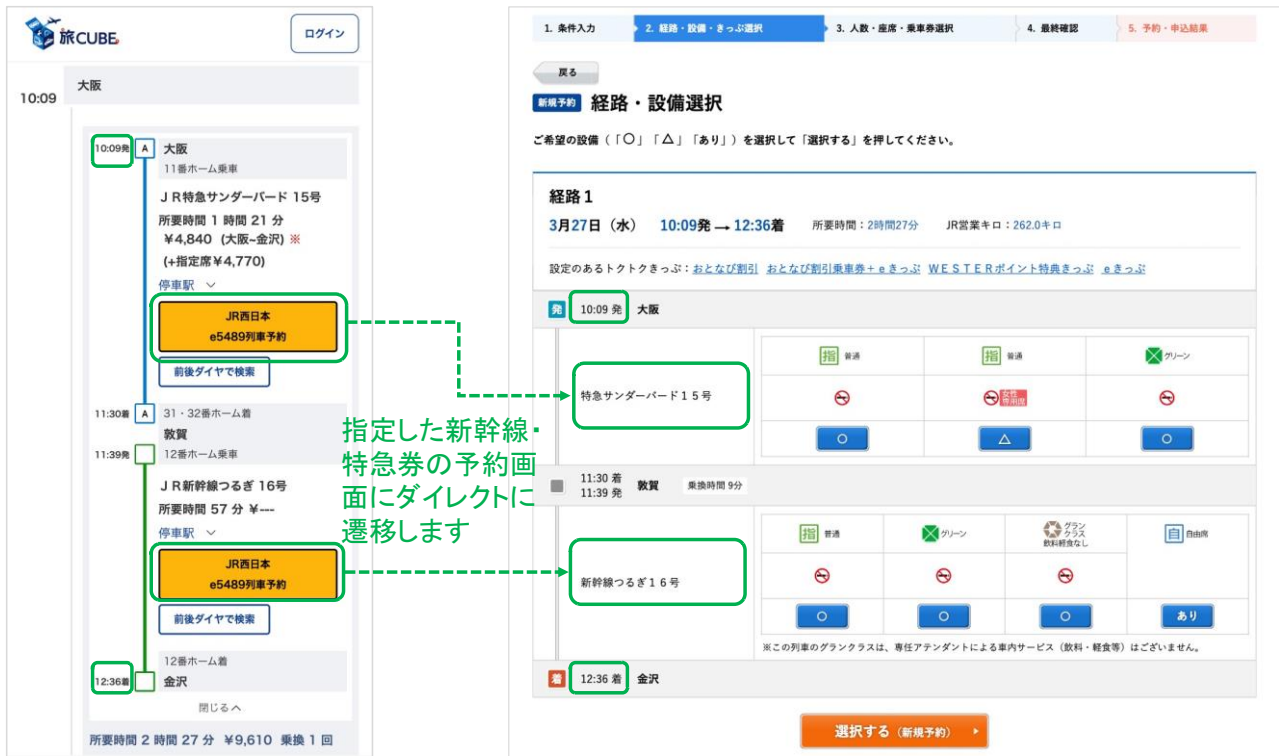 旅CUBE
ログイン
大阪
10:09
10:09発 A 大阪
11番ホーム乗車
JR特急サンダーバード 15号
所要時間 1 時間 21 分
¥4,840 (大阪~金沢) ※
(+指定席¥4,770)
停車駅
JR西日本
e5489列車予約
前後ダイヤで検索
11:30着 A 31・32番ホーム着
敦賀
11:39発 12番ホーム乗車
JR新幹線つるぎ 16号
所要時間 57 分 ¥---
停車駅
JR西日本
e5489列車予約
前後ダイヤで検索
12番ホーム着
12:36着 金沢
閉じるへ
所要時間 2 時間 27 分 ¥9,610 乗換 1 回
指定した新幹線・
特急券の予約画
面にダイレクトに
遷移します
1. 条件入力 2. 経路・設備・きっぷ選択 3. 人数・座席・乗車券選択 4. 最終確認 5. 予約・申込結果
戻る
新規予約 経路・設備選択
ご希望の設備(「○」「△」「あり」)を選択して「選択する」を押してください。
経路1
3月27日(水) 10:09発 → 12:36着 所要時間:2時間27分 JR営業キロ:262.0キロ
設定のあるトクトクきっぷ:おとなび割引 おとなび割引乗車券+eきっぷ WESTERポイント特典きっぷ eきっぷ
発 10:09 発 大阪
指 普通 指 普通 グリーン
特急サンダーバード15号
女性専用席
○ △ ○
11:30 着
11:39 発 敦賀 乗換時間 9分
指 普通 グリーン グランクラス 飲料軽食なし 自 自由席
新幹線つるぎ16号
○ ○ ○ あり
※この列車のグランクラスは、専任アテンダントによる車内サービス(飲料・軽食等)はございません。
着 12:36 着 金沢
選択する(新規予約)